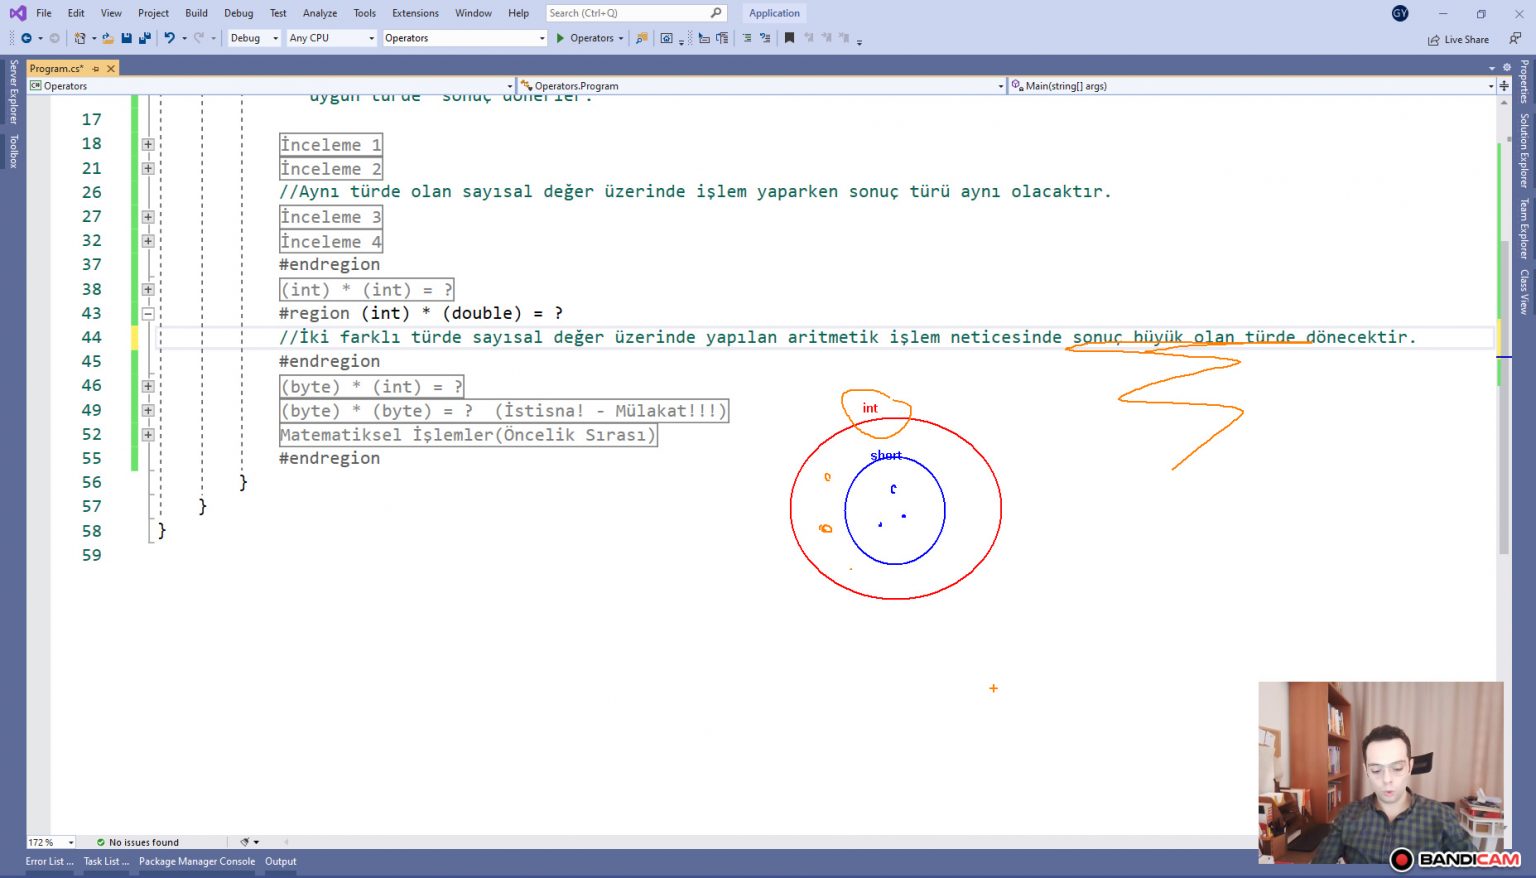 File Edit View Project Build Debug Test Analyze Tools Extensions Window Help Search (Ctrl+Q) Application GY
Debug Any CPU Operators Operators Live Share
Program.cs*
Operators Operators.Program Main(string[] args)
Server Explorer
Toolbox
uygun türde sonuç dönerler.
17
18 İnceleme 1
21 İnceleme 2
26 //Aynı türde olan sayısal değer üzerinde işlem yaparken sonuç türü aynı olacaktır.
27 İnceleme 3
32 İnceleme 4
37 #endregion
38 (int) * (int) = ?
43 #region (int) * (double) = ?
44 //İki farklı türde sayısal değer üzerinde yapılan aritmetik işlem neticesinde sonuç büyük olan türde dönecektir.
45 #endregion
46 (byte) * (int) = ?
49 (byte) * (byte) = ? (İstisna! - Mülakat!!!)
52 Matematiksel İşlemler(Öncelik Sırası)
55 #endregion
56 }
57 }
58 }
59
int
short
Properties
Solution Explorer
Team Explorer
Class View
172 % No issues found
Error List ... Task List ... Package Manager Console Output
BANDICAM